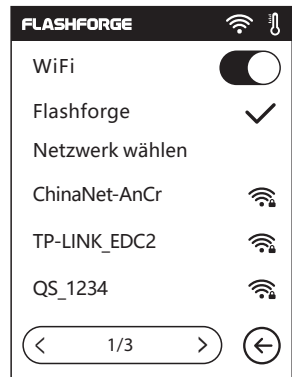 FLASHFORGE
WiFi
Flashforge
Netzwerk wählen
ChinaNet-AnCr
TP-LINK_EDC2
QS_1234
1/3